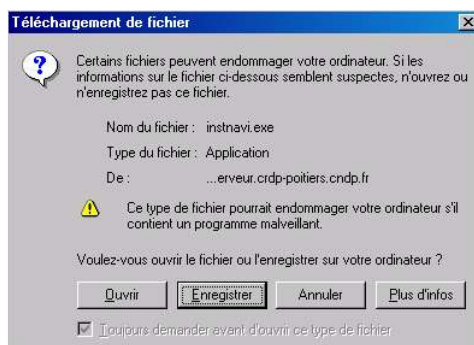 Téléchargement de fichier
Certains fichiers peuvent endommager votre ordinateur. Si les
informations sur le fichier ci-dessous semblent suspectes, n'ouvrez ou
n'enregistrez pas ce fichier.
Nom du fichier : instnavi.exe
Type du fichier : Application
De : ...erveur.crdp-poitiers.cndp.fr
Ce type de fichier pourrait endommager votre ordinateur s'il
contient un programme malveillant.
Voulez-vous ouvrir le fichier ou l'enregistrer sur votre ordinateur ?
Ouvrir Enregistrer Annuler Plus d'infos
Toujours demander avant d'ouvrir ce type de fichier